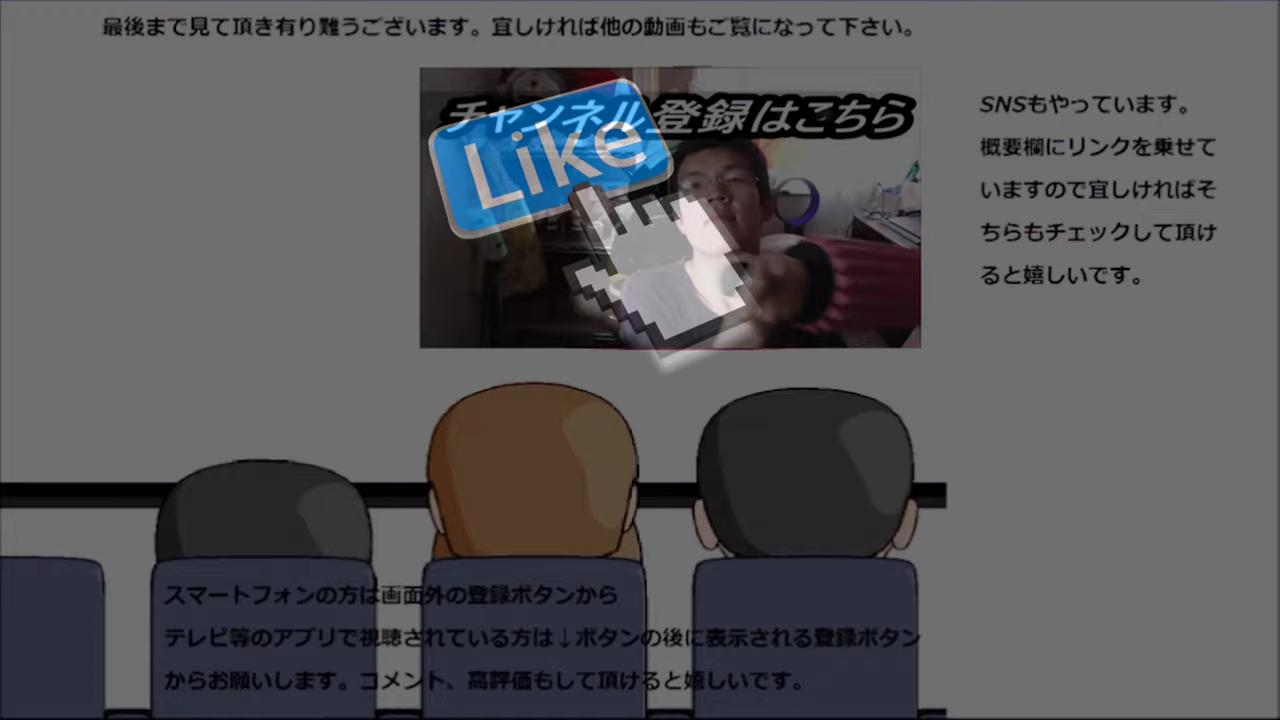 最後まで見て頂き有り難うございます。宜しければ他の動画もご覧になって下さい。
チャンネル登録はこちら
Like
SNSもやっています。
概要欄にリンクを乗せて
いますので宜しければそ
ちらもチェックして頂け
ると嬉しいです。
スマートフォンの方は画面外の登録ボタンから
テレビ等のアプリで視聴されている方は↓ボタンの後に表示される登録ボタン
からお願いします。コメント、高評価もして頂けると嬉しいです。